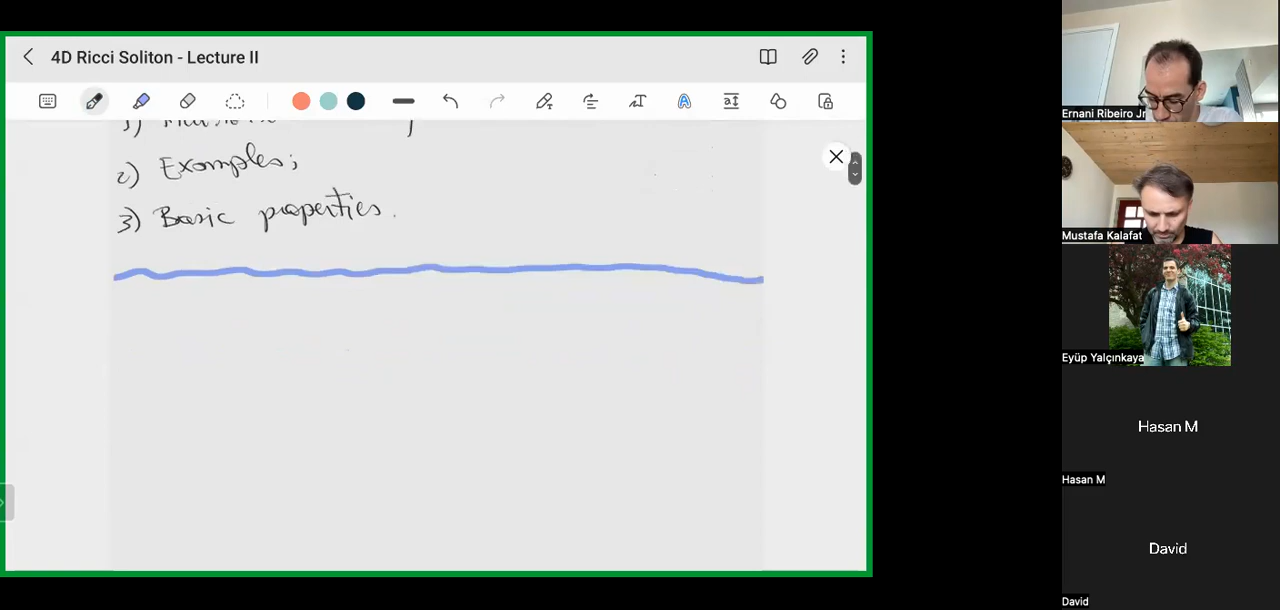 4D Ricci Soliton - Lecture II
2) Examples;
3) Basic properties.
Ernani Ribeiro Jr
Mustafa Kalafat
Eyüp Yalçınkaya
Hasan M
Hasan M
David
David